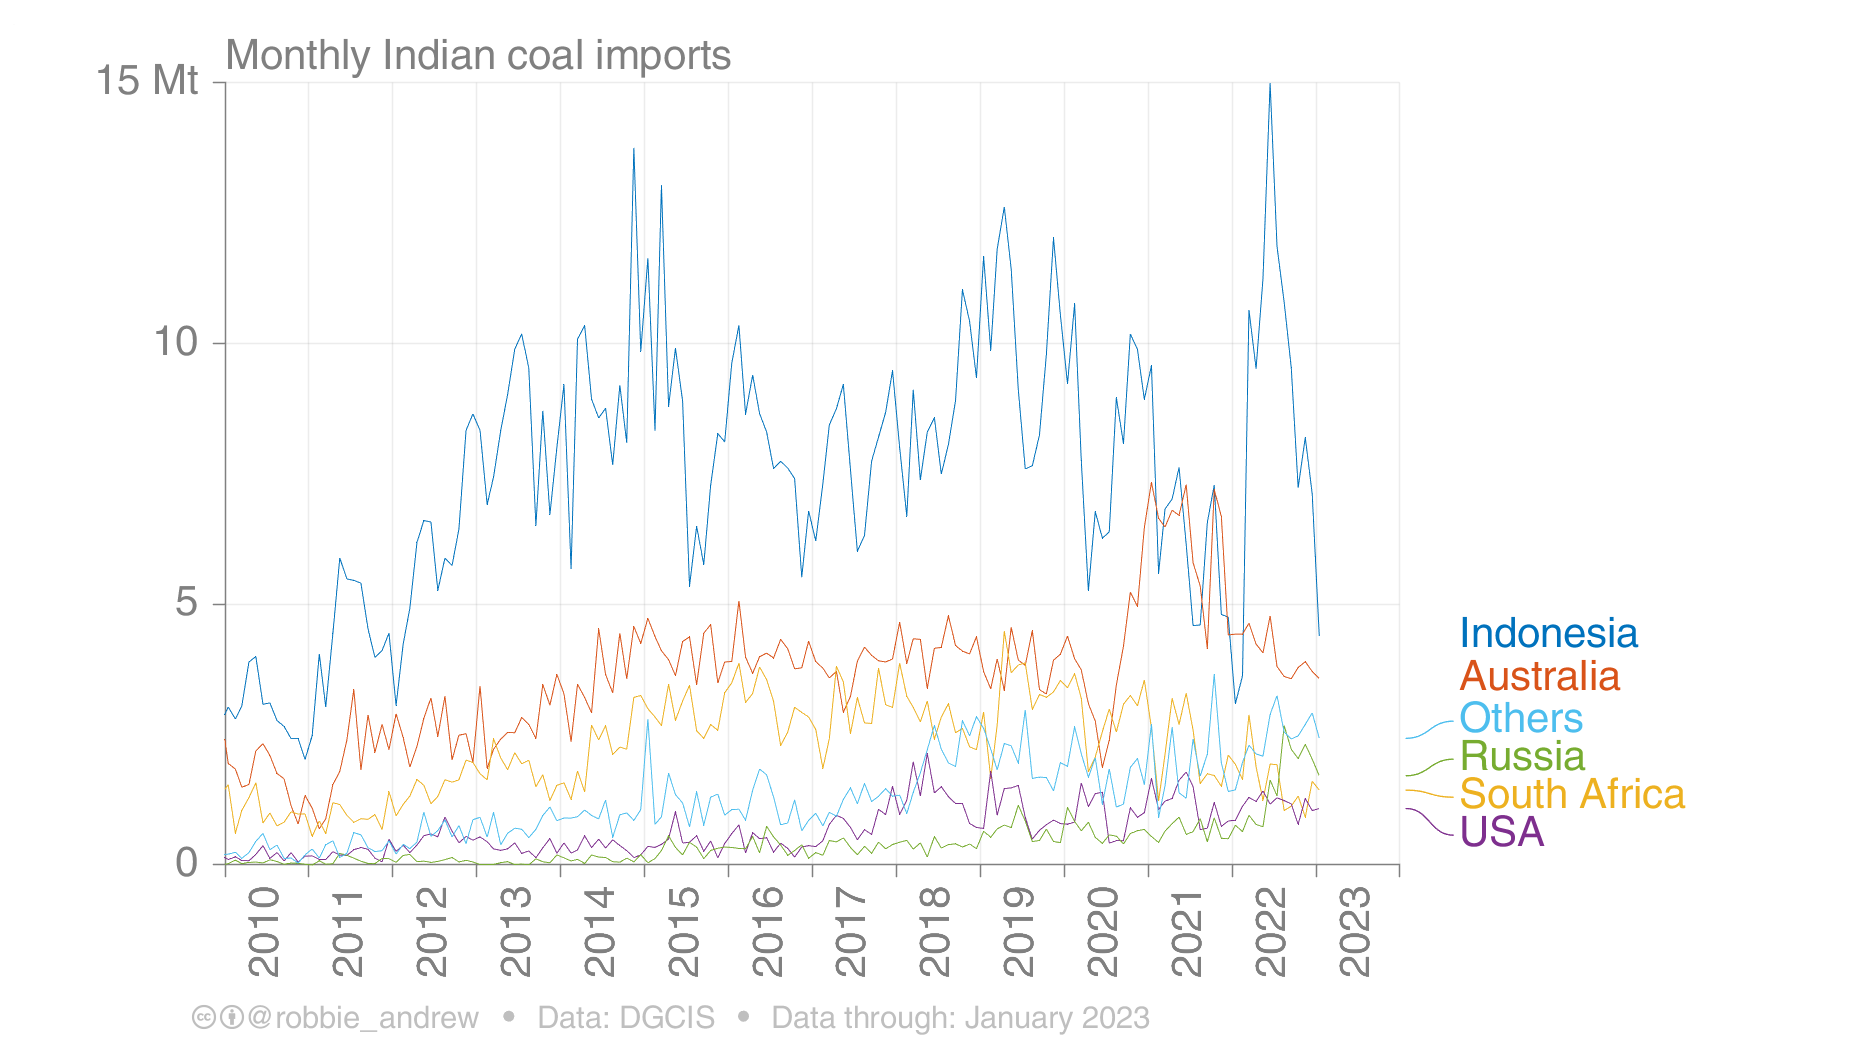 Monthly Indian coal imports
15 Mt
10
5
0
2010 2011 2012 2013 2014 2015 2016 2017 2018 2019 2020 2021 2022 2023
Indonesia
Australia
Others
Russia
South Africa
USA
cc @robbie_andrew • Data: DGCIS • Data through: January 2023